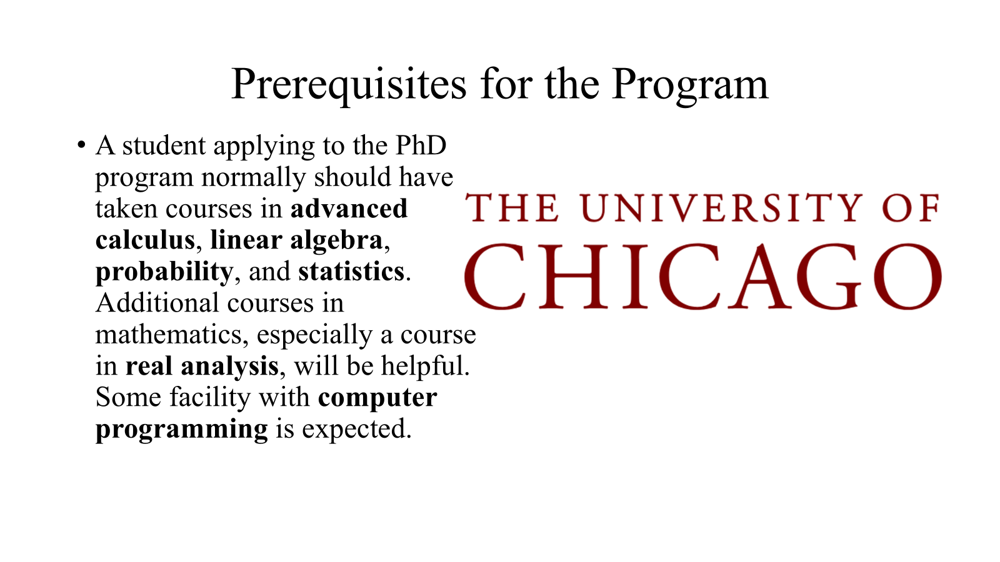 Prerequisites for the Program
• A student applying to the PhD
program normally should have
taken courses in advanced
calculus, linear algebra,
probability, and statistics.
Additional courses in
mathematics, especially a course
in real analysis, will be helpful.
Some facility with computer
programming is expected.
THE UNIVERSITY OF
CHICAGO